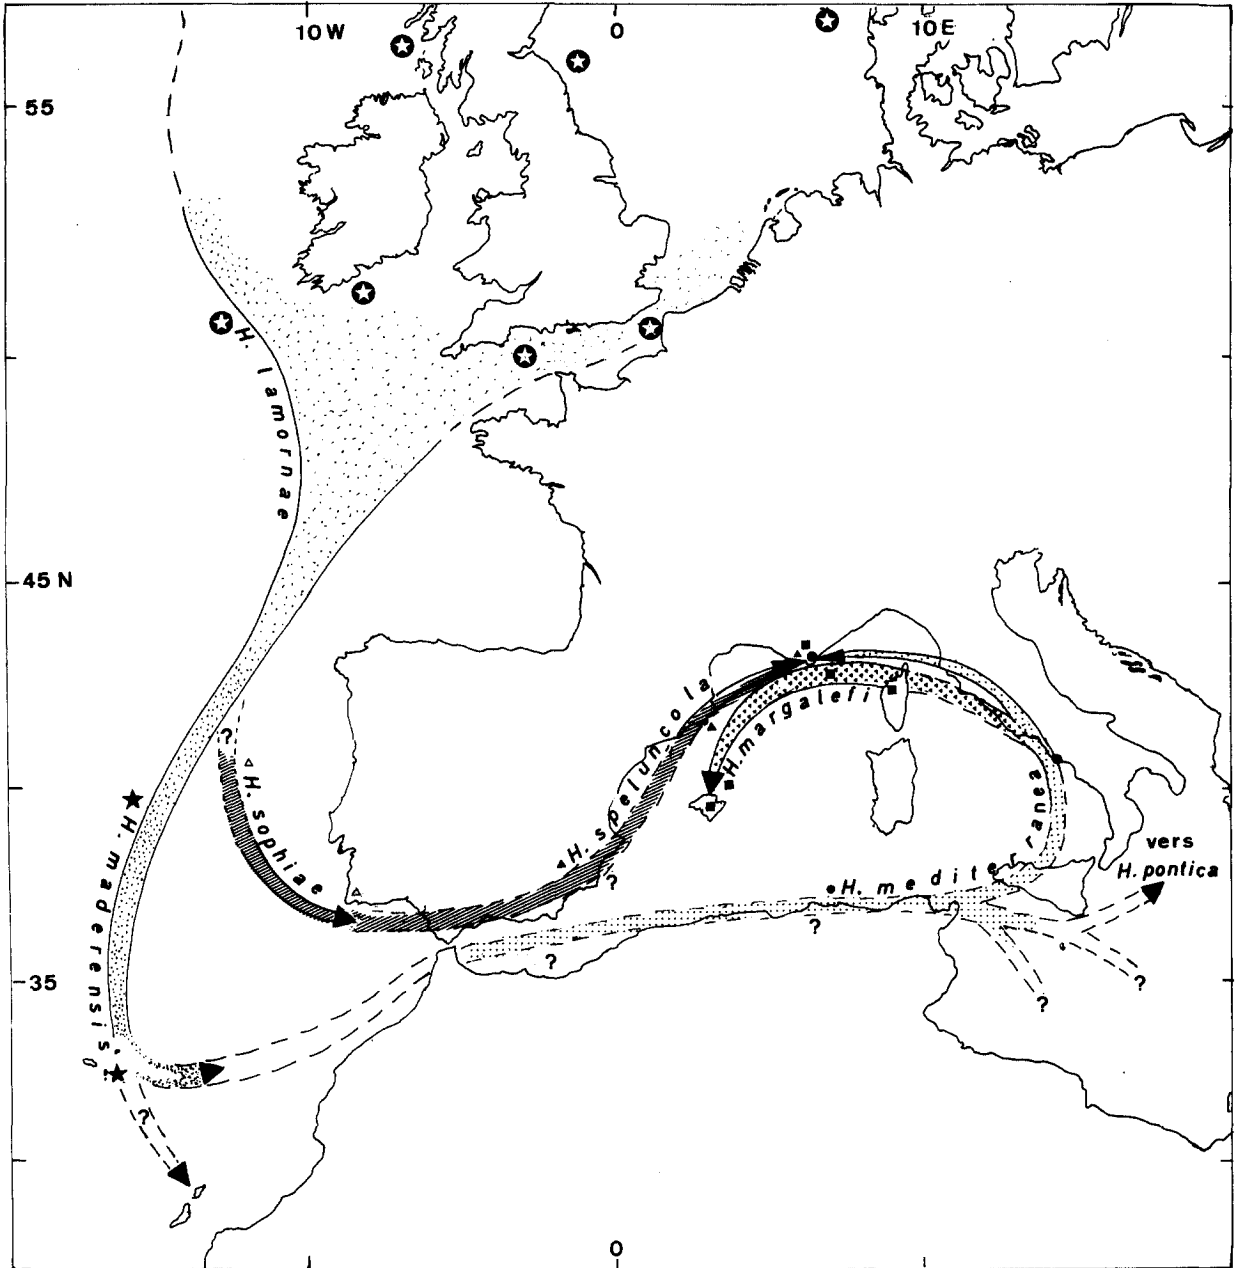 10 W
0
10 E
55
H. lamornae
45 N
?
H. sophiae
H. speluncola
H. margalefi
H. mediterranea
vers
H. pontica
?
H. maderensis
?
?
35
?
?
?
0